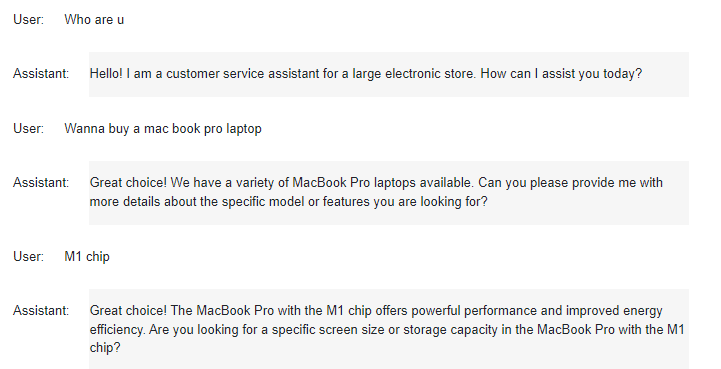 User: Who are u
Assistant: Hello! I am a customer service assistant for a large electronic store. How can I assist you today?
User: Wanna buy a mac book pro laptop
Assistant: Great choice! We have a variety of MacBook Pro laptops available. Can you please provide me with
more details about the specific model or features you are looking for?
User: M1 chip
Assistant: Great choice! The MacBook Pro with the M1 chip offers powerful performance and improved energy
efficiency. Are you looking for a specific screen size or storage capacity in the MacBook Pro with the M1
chip?